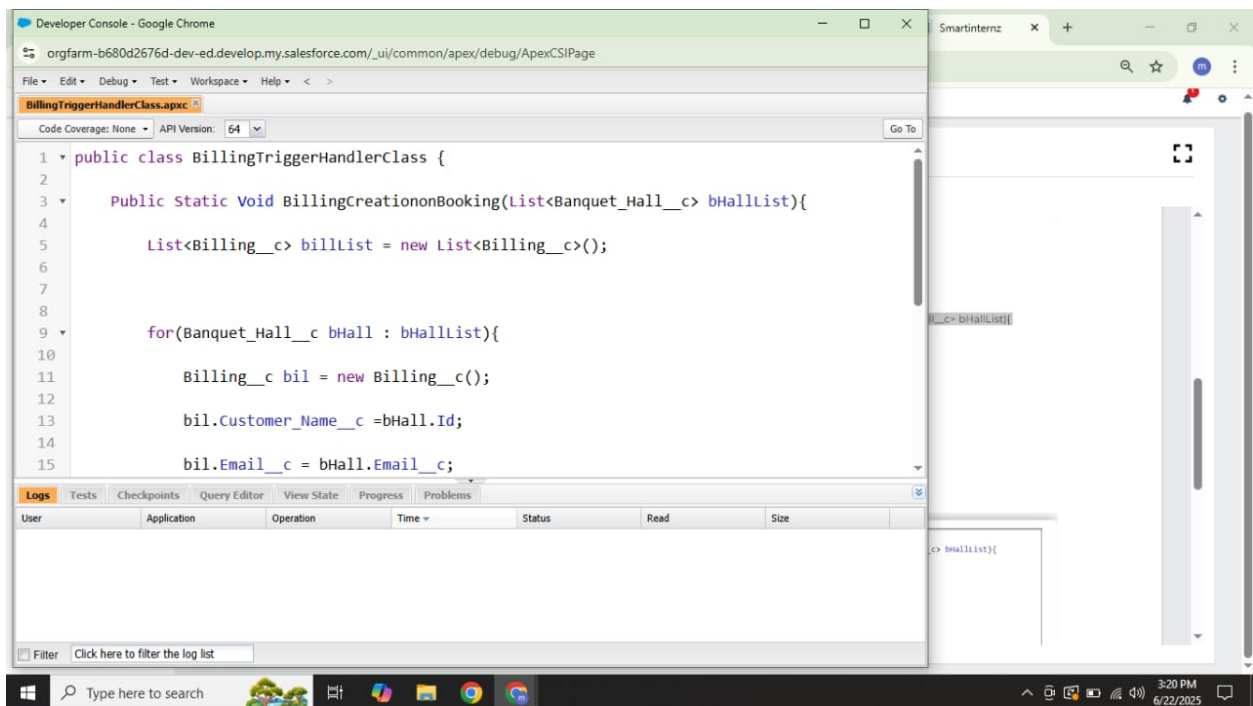 Developer Console - Google Chrome
Smartinternz
orgfarm-b680d2676d-dev-ed.develop.my.salesforce.com/_ui/common/apex/debug/ApexCSIPage
m
File Edit Debug Test Workspace Help < >
BillingTriggerHandlerClass.apxc
Code Coverage: None API Version: 64 Go To
1 public class BillingTriggerHandlerClass {
2
3 Public Static Void BillingCreationonBooking(List<Banquet_Hall__c> bHallList){
4
5 List<Billing__c> billList = new List<Billing__c>();
6
7
8
9 for(Banquet_Hall__c bHall : bHallList){
10
11 Billing__c bil = new Billing__c();
12
13 bil.Customer_Name__c =bHall.Id;
14
15 bil.Email__c = bHall.Email__c;
ll__c> bHallList){
Logs Tests Checkpoints Query Editor View State Progress Problems
User Application Operation Time Status Read Size
_c> bHallList){
Filter Click here to filter the log list
Type here to search
3:20 PM
6/22/2025